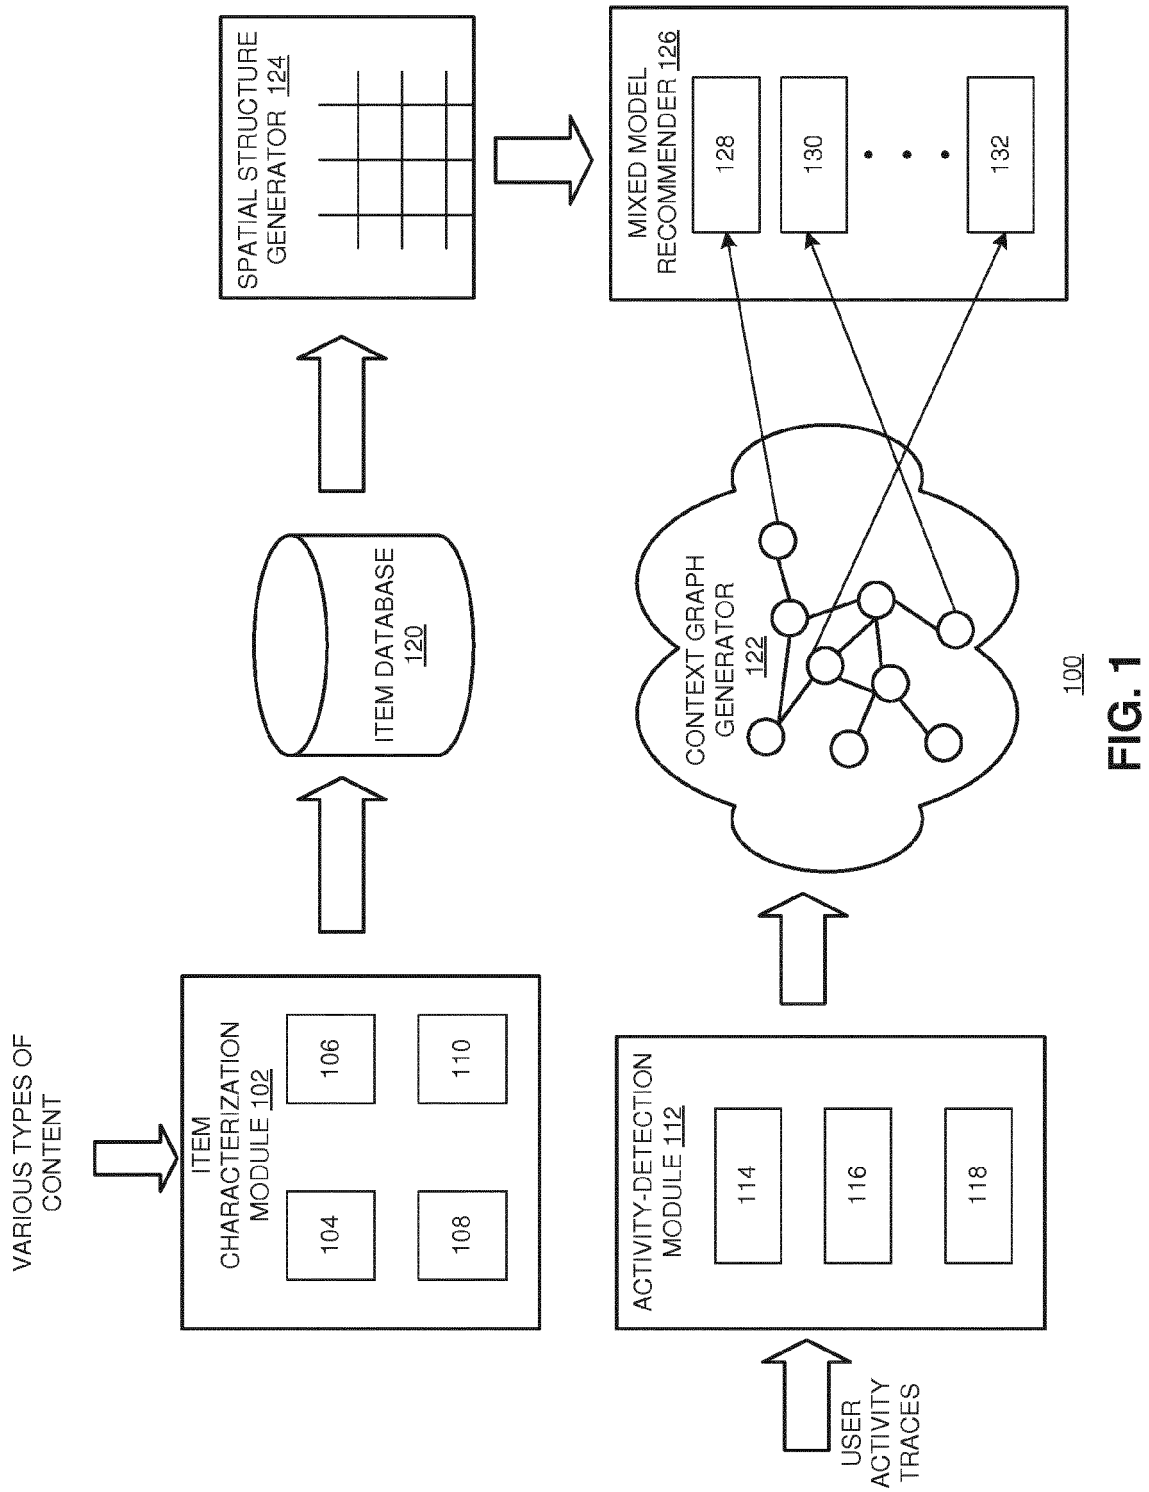 VARIOUS TYPES OF
CONTENT
ITEM
CHARACTERIZATION
MODULE 102
104
106
108
110
ITEM DATABASE
120
SPATIAL STRUCTURE
GENERATOR 124
USER
ACTIVITY
TRACES
ACTIVITY-DETECTION
MODULE 112
114
116
118
CONTEXT GRAPH
GENERATOR
122
MIXED MODEL
RECOMMENDER 126
128
130
132
100
FIG. 1